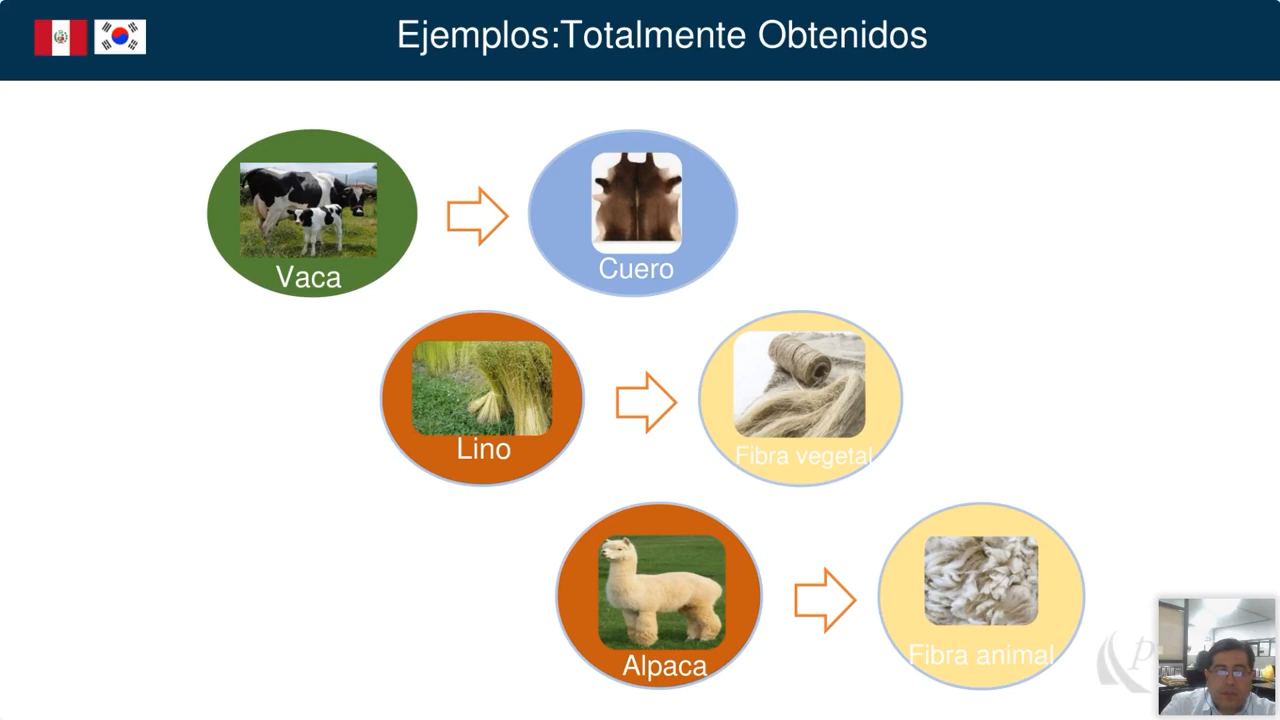 Ejemplos:Totalmente Obtenidos
Vaca
Cuero
Lino
Fibra vegetal
Alpaca
Fibra animal